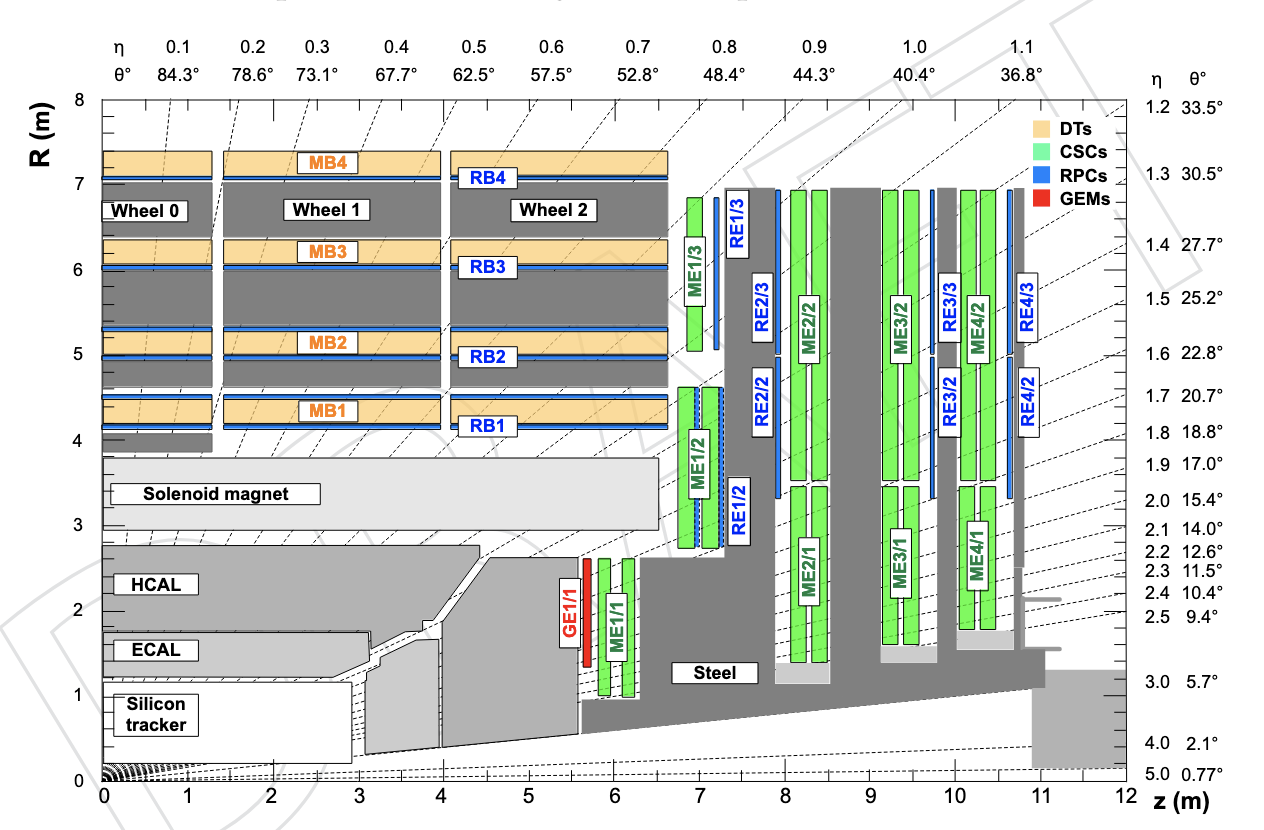 η 0.1 0.2 0.3 0.4 0.5 0.6 0.7 0.8 0.9 1.0 1.1
θ° 84.3° 78.6° 73.1° 67.7° 62.5° 57.5° 52.8° 48.4° 44.3° 40.4° 36.8°
η θ°
R (m)
8
7
6
5
4
3
2
1
0
1.2 33.5°
1.3 30.5°
1.4 27.7°
1.5 25.2°
1.6 22.8°
1.7 20.7°
1.8 18.8°
1.9 17.0°
2.0 15.4°
2.1 14.0°
2.2 12.6°
2.3 11.5°
2.4 10.4°
2.5 9.4°
3.0 5.7°
4.0 2.1°
5.0 0.77°
DTs
CSCs
RPCs
GEMs
MB4
RB4
Wheel 0
Wheel 1
Wheel 2
MB3
RB3
MB2
RB2
MB1
RB1
Solenoid magnet
HCAL
ECAL
Silicon
tracker
Steel
GE1/1
ME1/1
ME1/2
ME1/3
RE1/2
RE1/3
RE2/2
RE2/3
ME2/1
ME2/2
ME3/1
ME3/2
RE3/2
RE3/3
ME4/1
ME4/2
RE4/2
RE4/3
0 1 2 3 4 5 6 7 8 9 10 11 12
z (m)
DRAFT